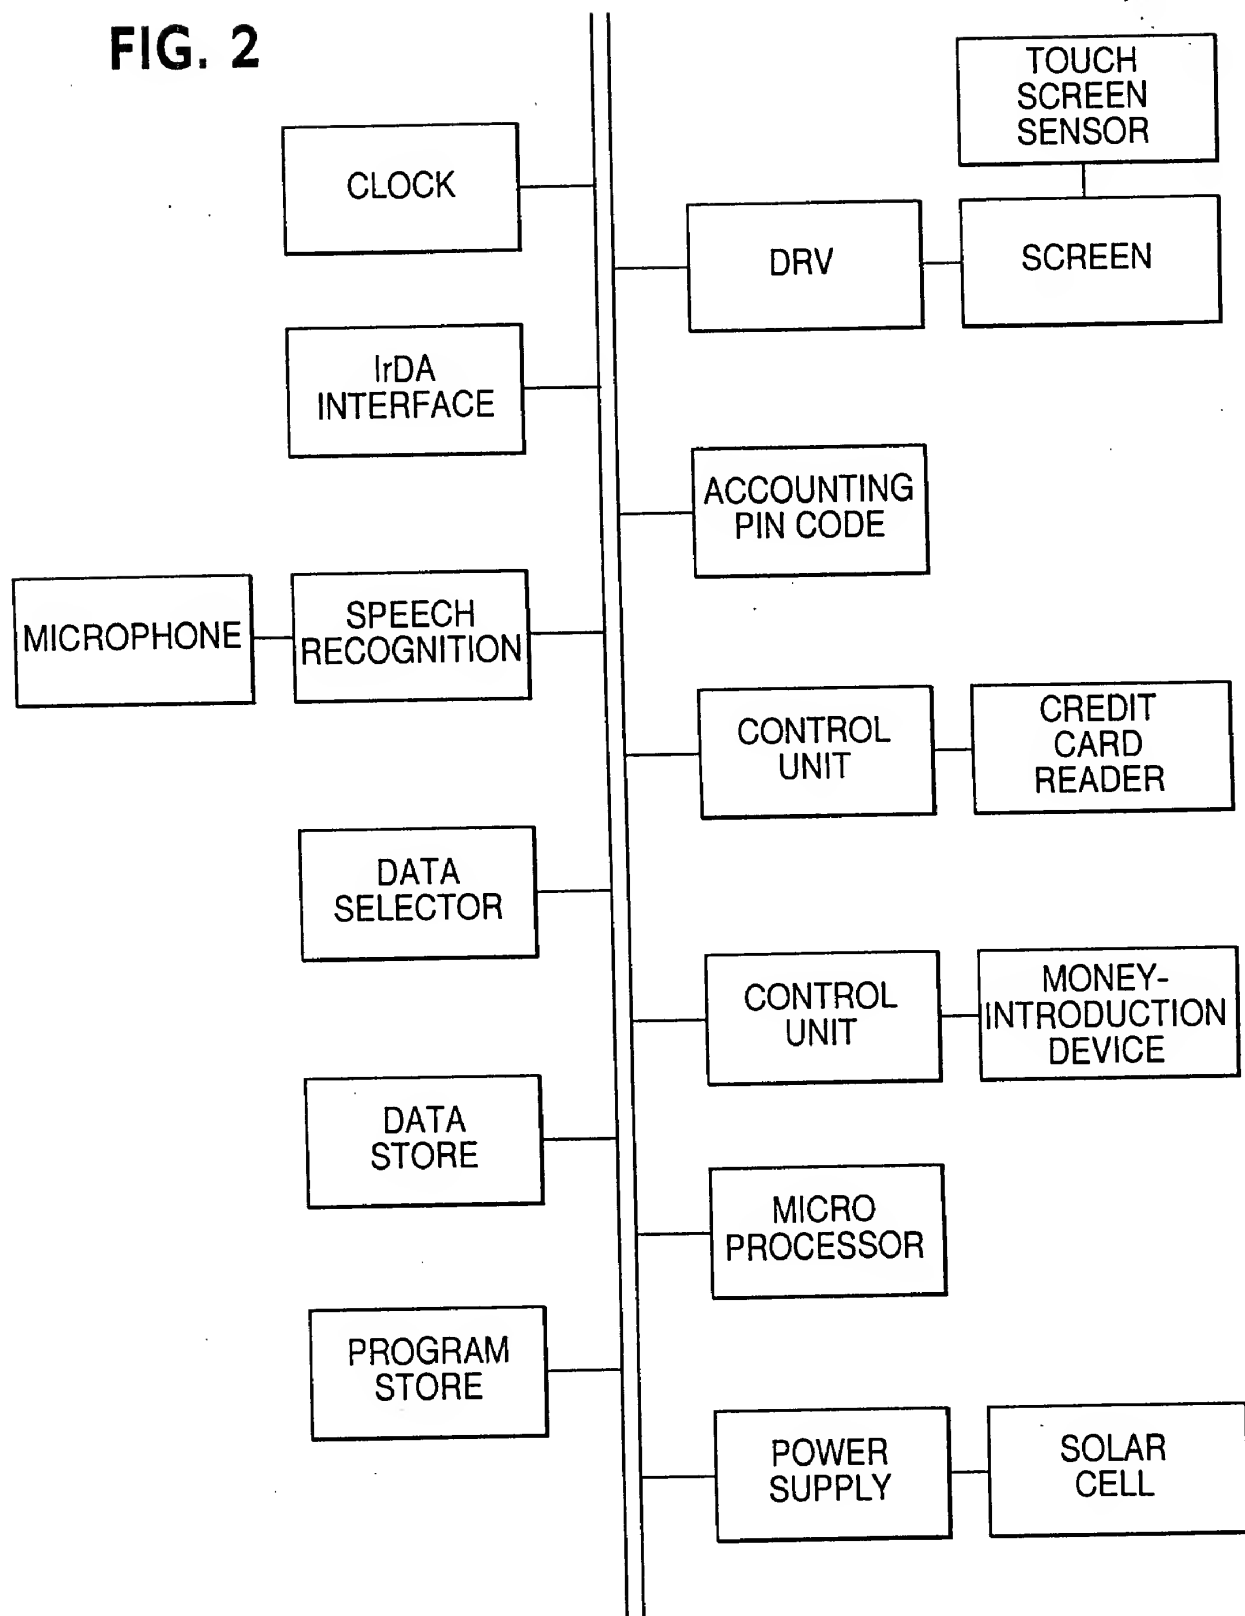 FIG. 2
TOUCH
SCREEN
SENSOR
CLOCK
DRV
SCREEN
IrDA
INTERFACE
ACCOUNTING
PIN CODE
MICROPHONE
SPEECH
RECOGNITION
CONTROL
UNIT
CREDIT
CARD
READER
DATA
SELECTOR
CONTROL
UNIT
MONEY-
INTRODUCTION
DEVICE
DATA
STORE
MICRO
PROCESSOR
PROGRAM
STORE
POWER
SUPPLY
SOLAR
CELL